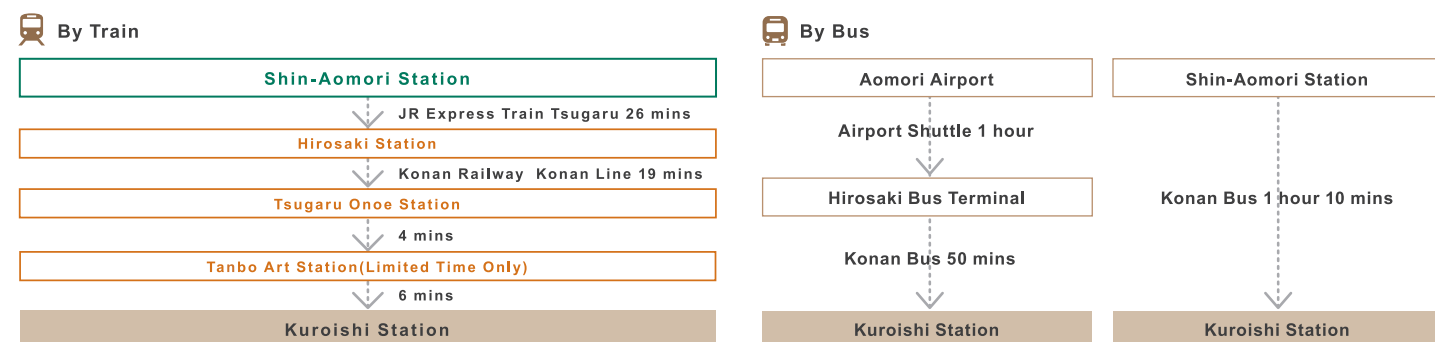 By Train
Shin-Aomori Station
JR Express Train Tsugaru 26 mins
Hirosaki Station
Konan Railway Konan Line 19 mins
Tsugaru Onoe Station
4 mins
Tanbo Art Station(Limited Time Only)
6 mins
Kuroishi Station
By Bus
Aomori Airport
Airport Shuttle 1 hour
Hirosaki Bus Terminal
Konan Bus 50 mins
Kuroishi Station
Shin-Aomori Station
Konan Bus 1 hour 10 mins
Kuroishi Station